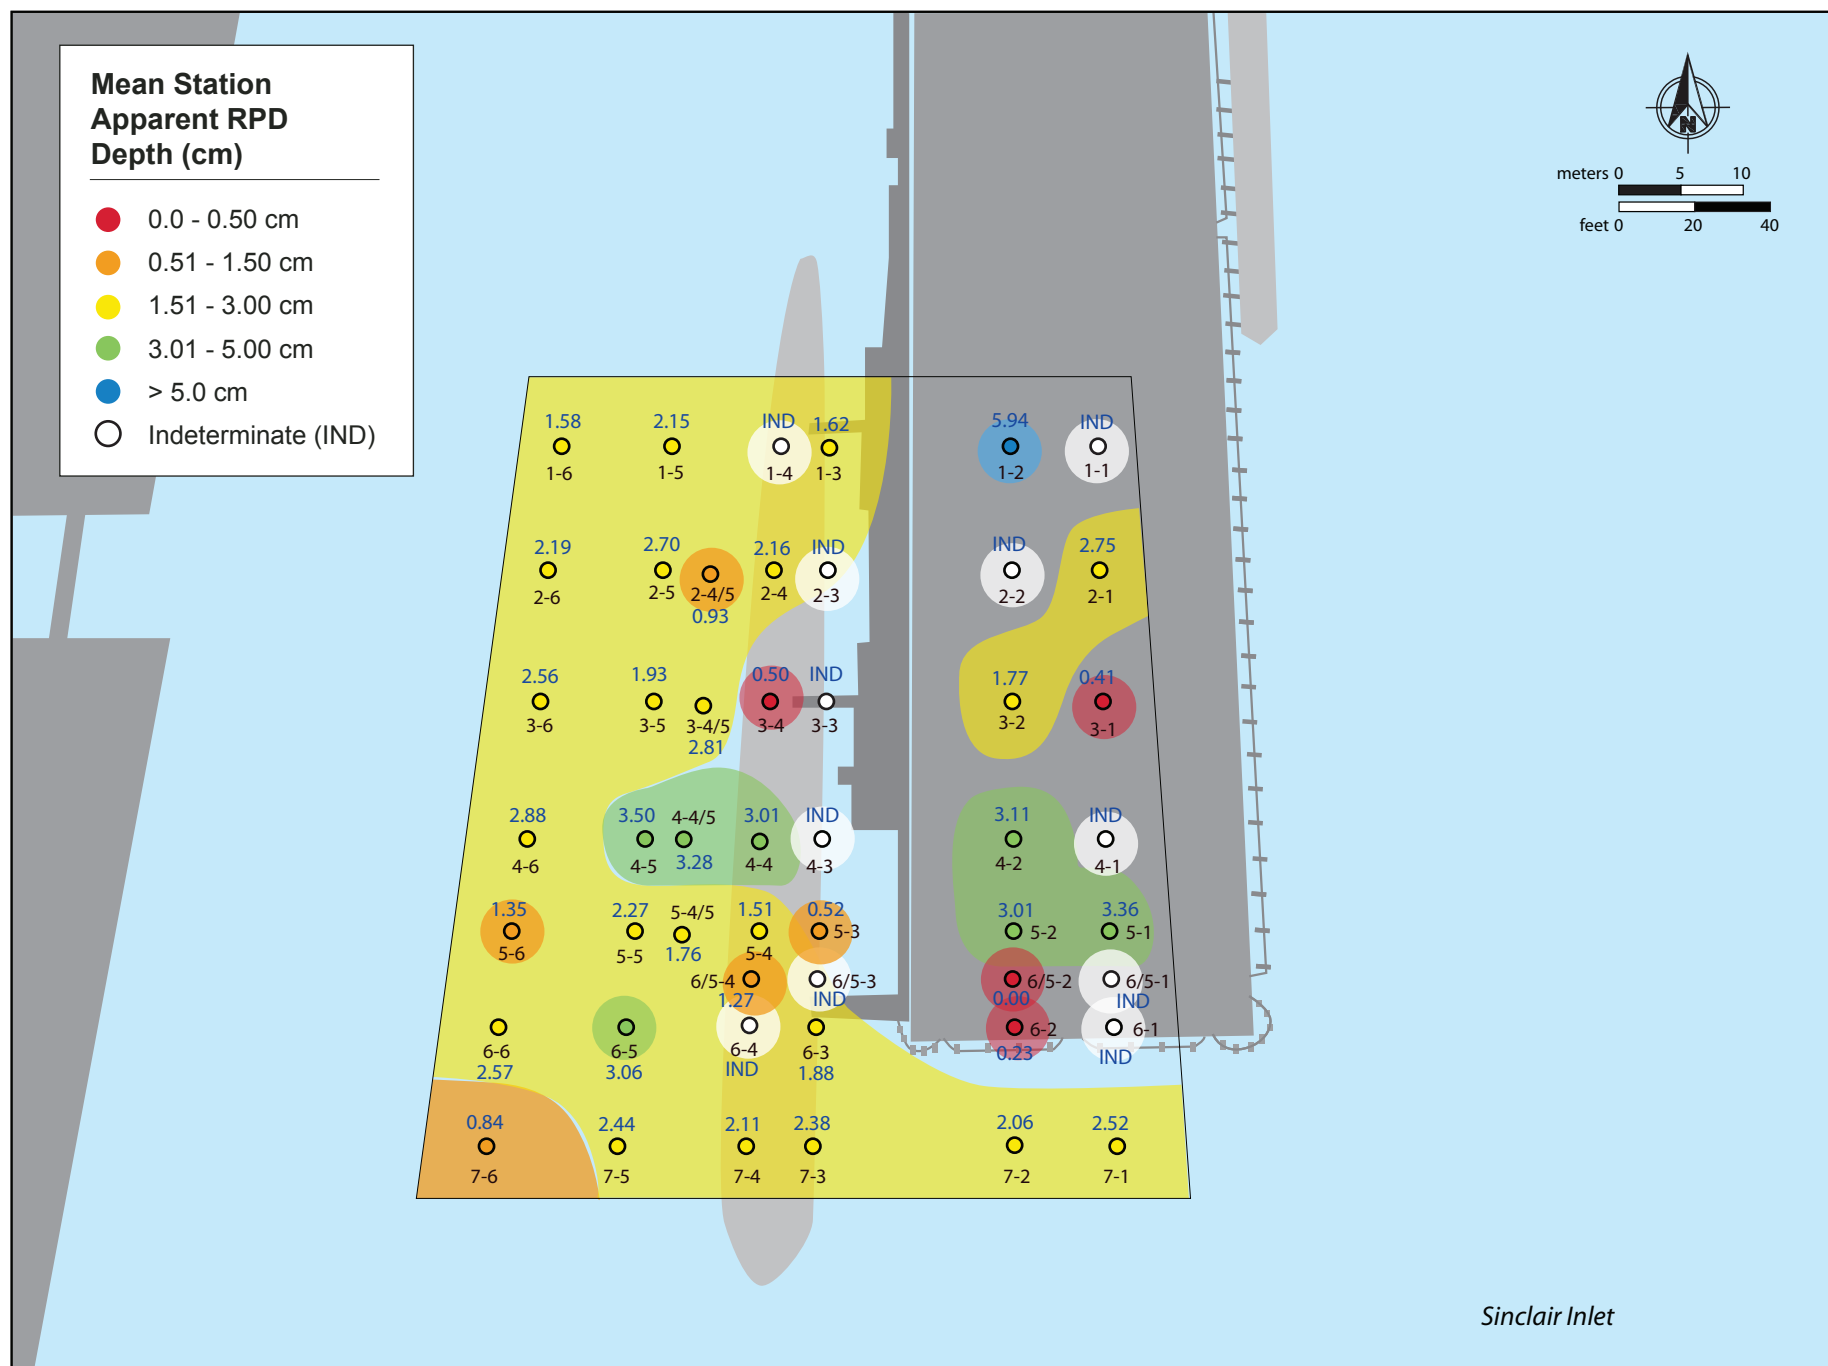 Mean Station
Apparent RPD
Depth (cm)
0.0 - 0.50 cm
0.51 - 1.50 cm
1.51 - 3.00 cm
3.01 - 5.00 cm
> 5.0 cm
Indeterminate (IND)
N
meters 0 5 10
feet 0 20 40
1.58 2.15 IND 1.62 5.94 IND
1-6 1-5 1-4 1-3 1-2 1-1
2.19 2.70 2.16 IND IND 2.75
2-6 2-5 2-4/5 2-4 2-3 2-2 2-1
0.93
2.56 1.93 0.50 IND 1.77 0.41
3-6 3-5 3-4/5 3-4 3-3 3-2 3-1
2.81
2.88 3.50 4-4/5 3.01 IND 3.11 IND
4-6 4-5 3.28 4-4 4-3 4-2 4-1
1.35 2.27 5-4/5 1.51 0.52 3.01 3.36
5-6 5-5 1.76 5-4 5-3 5-2 5-1
6/5-4 6/5-3 6/5-2 6/5-1
1.27 IND 0.00 IND
6-6 6-5 6-4 6-3 6-2 6-1
2.57 3.06 IND 1.88 0.23 IND
0.84 2.44 2.11 2.38 2.06 2.52
7-6 7-5 7-4 7-3 7-2 7-1
Sinclair Inlet